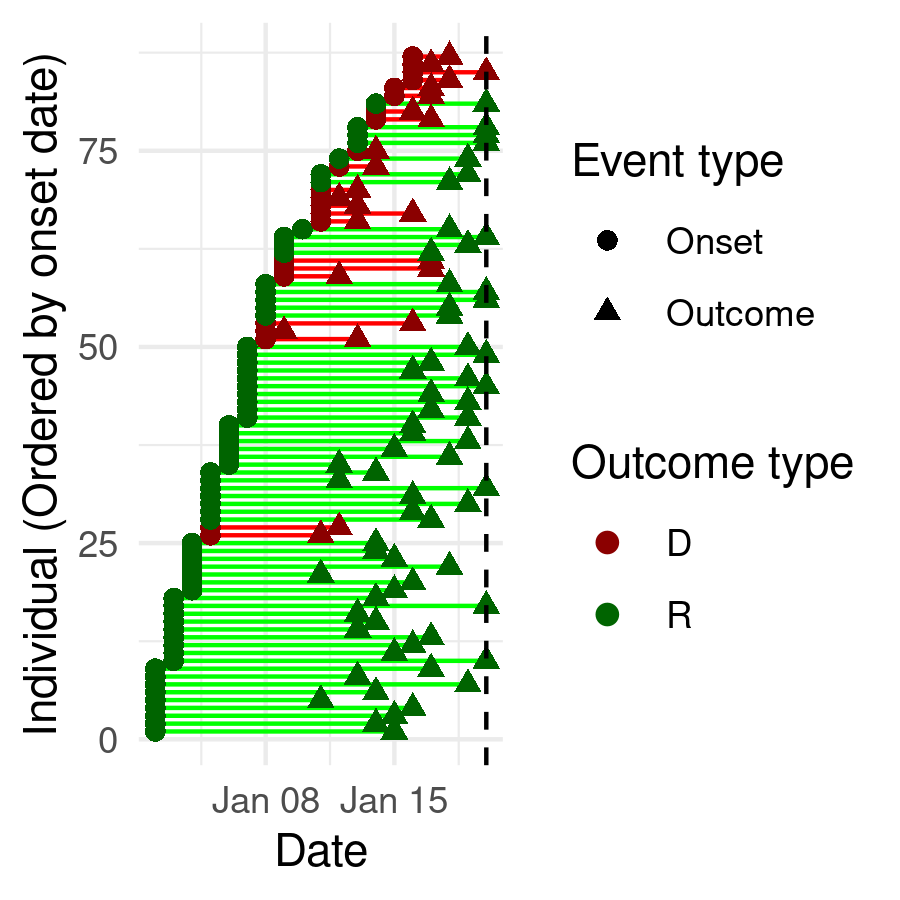 Individual (Ordered by onset date)
75
50
25
0
Jan 08
Jan 15
Date
Event type
Onset
Outcome
Outcome type
D
R